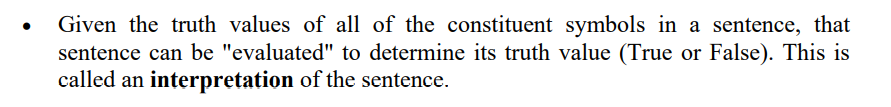 • Given the truth values of all of the constituent symbols in a sentence, that
sentence can be "evaluated" to determine its truth value (True or False). This is
called an interpretation of the sentence.